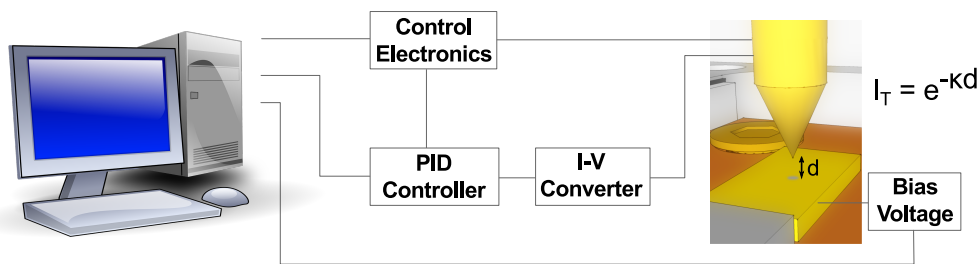 Control
Electronics
I_T = e^-κd
d
PID
Controller
I-V
Converter
Bias
Voltage